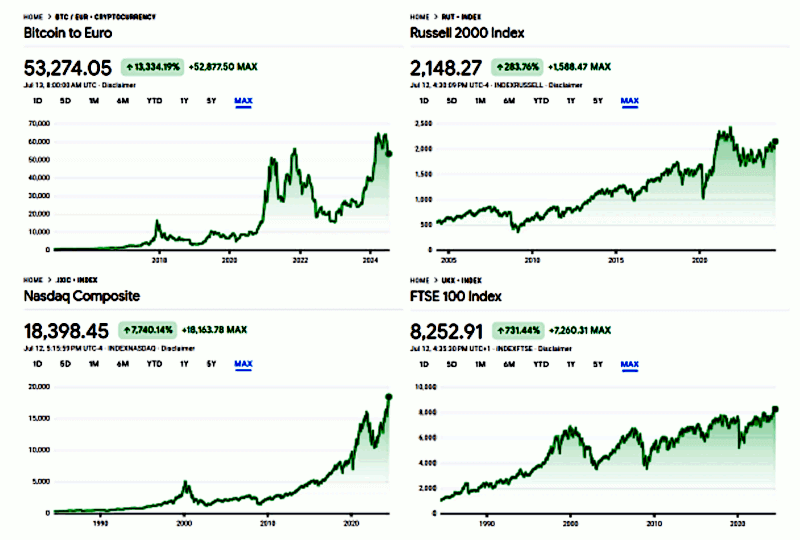 HOME > BTC / EUR • CRYPTOCURRENCY
Bitcoin to Euro
53,274.05 ↑13,334.19% +52,877.50 MAX
Jul 13, 8:00:00 AM UTC · Disclaimer
1D 5D 1M 6M YTD 1Y 5Y MAX
70,000
60,000
50,000
40,000
30,000
20,000
10,000
0
2018 2020 2022 2024
HOME > RUT • INDEX
Russell 2000 Index
2,148.27 ↑283.76% +1,588.47 MAX
Jul 12, 4:30:09 PM UTC-4 · INDEXRUSSELL · Disclaimer
1D 5D 1M 6M YTD 1Y 5Y MAX
2,500
2,000
1,500
1,000
500
0
2005 2010 2015 2020
HOME > .IXIC • INDEX
Nasdaq Composite
18,398.45 ↑7,740.14% +18,163.78 MAX
Jul 12, 5:15:59 PM UTC-4 · INDEXNASDAQ · Disclaimer
1D 5D 1M 6M YTD 1Y 5Y MAX
20,000
15,000
10,000
5,000
0
1990 2000 2010 2020
HOME > UKX • INDEX
FTSE 100 Index
8,252.91 ↑731.44% +7,260.31 MAX
Jul 12, 4:35:30 PM UTC+1 · INDEXFTSE · Disclaimer
1D 5D 1M 6M YTD 1Y 5Y MAX
10,000
8,000
6,000
4,000
2,000
0
1990 2000 2010 2020